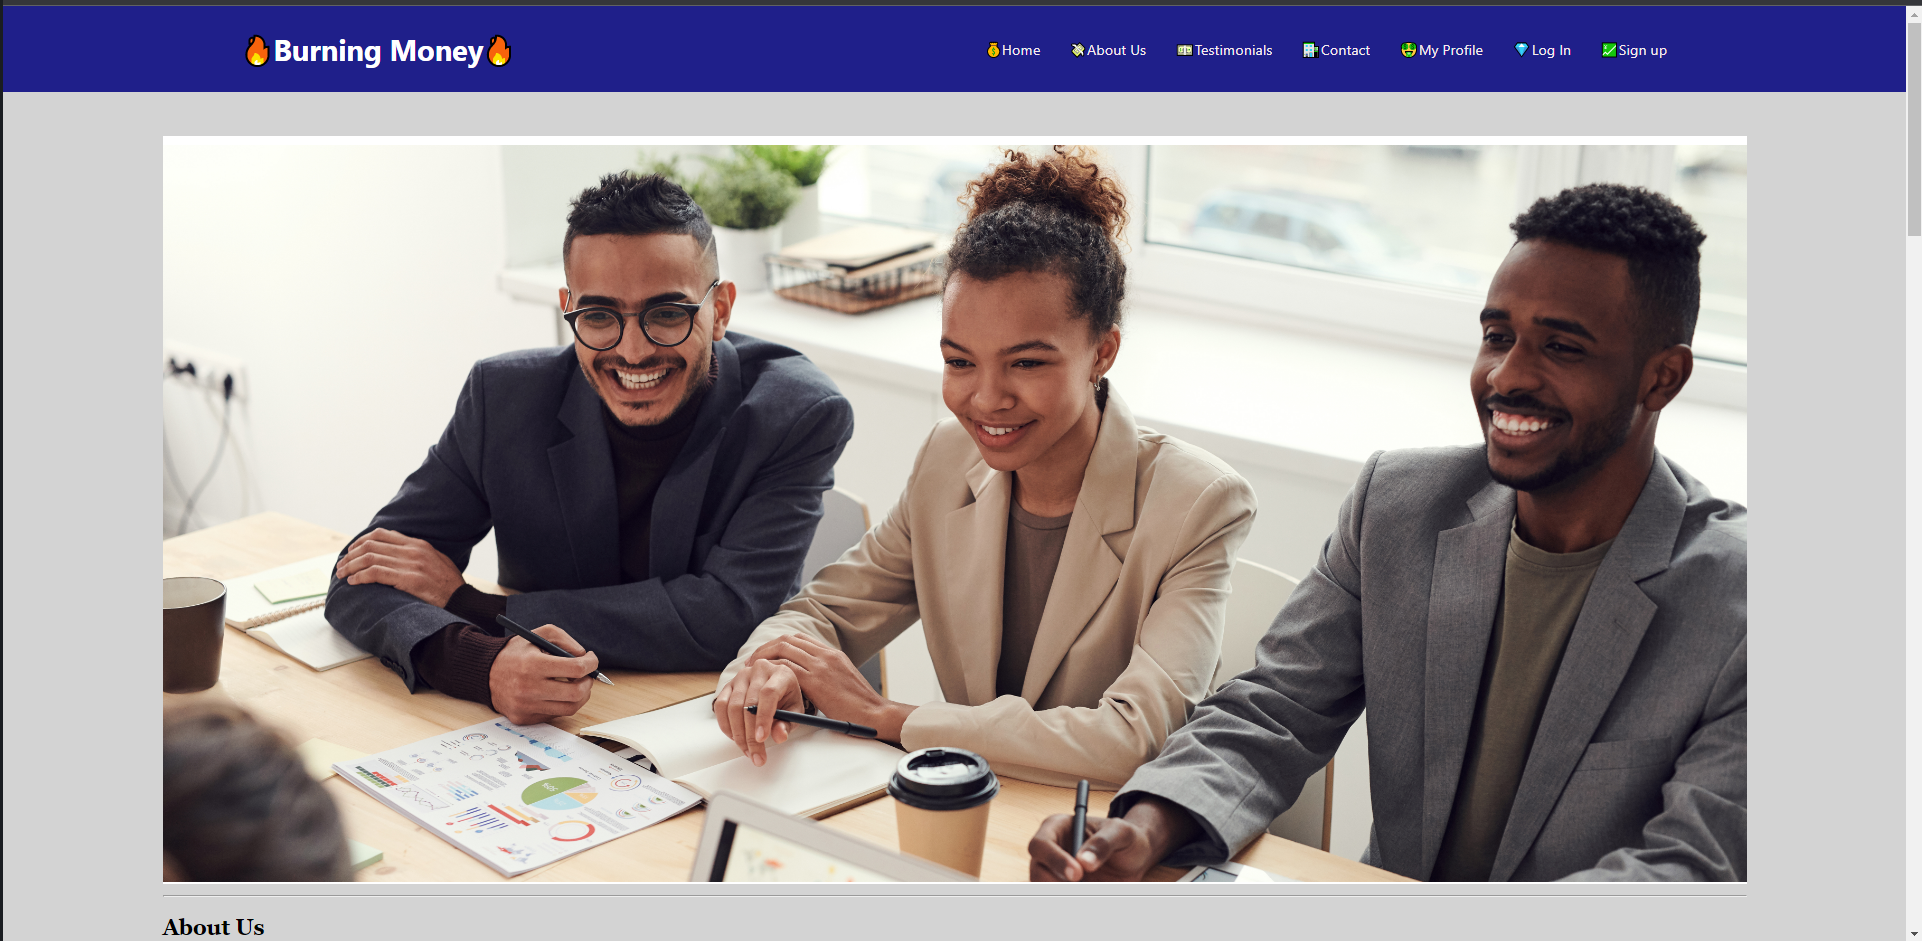 🔥Burning Money🔥
💰Home 💸About Us 💵Testimonials 🏢Contact 🤑My Profile 💎Log In 💹Sign up
About Us